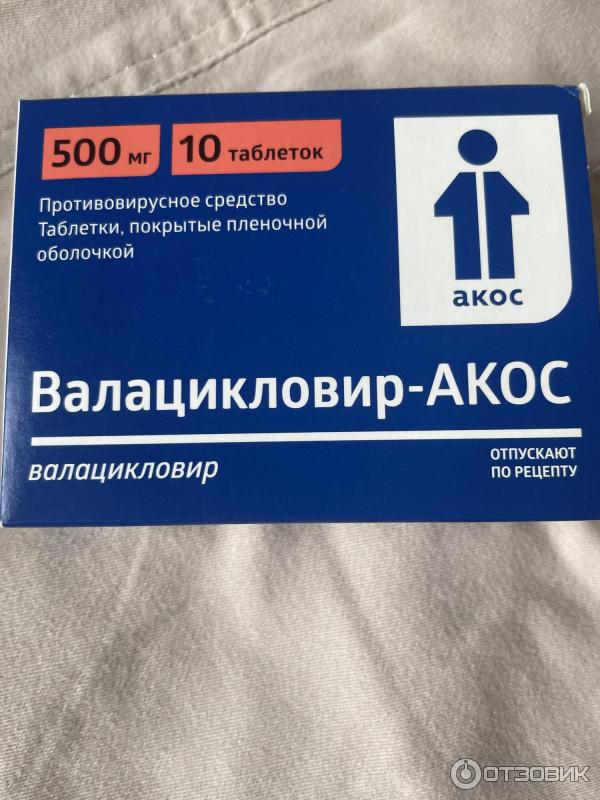 500 мг 10 таблеток
Противовирусное средство
Таблетки, покрытые пленочной
оболочкой
акос
Валацикловир-АКОС
валацикловир
ОТПУСКАЮТ
ПО РЕЦЕПТУ
ОТЗОВИК